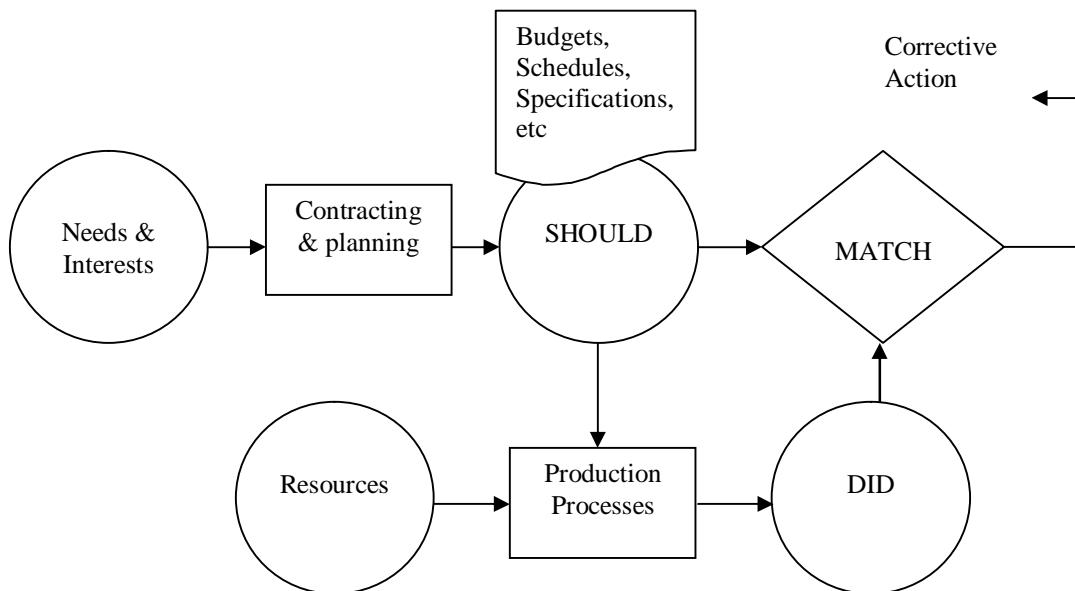 Budgets,
Schedules,
Specifications,
etc
Corrective
Action
Needs &
Interests
Contracting
& planning
SHOULD
MATCH
Resources
Production
Processes
DID